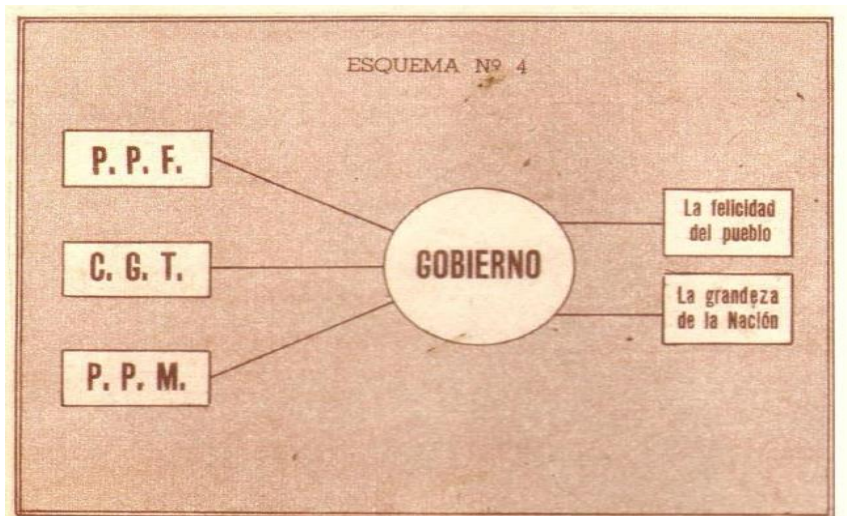 ESQUEMA Nº 4
P. P. F.
C. G. T.
P. P. M.
GOBIERNO
La felicidad
del pueblo
La grandeza
de la Nación